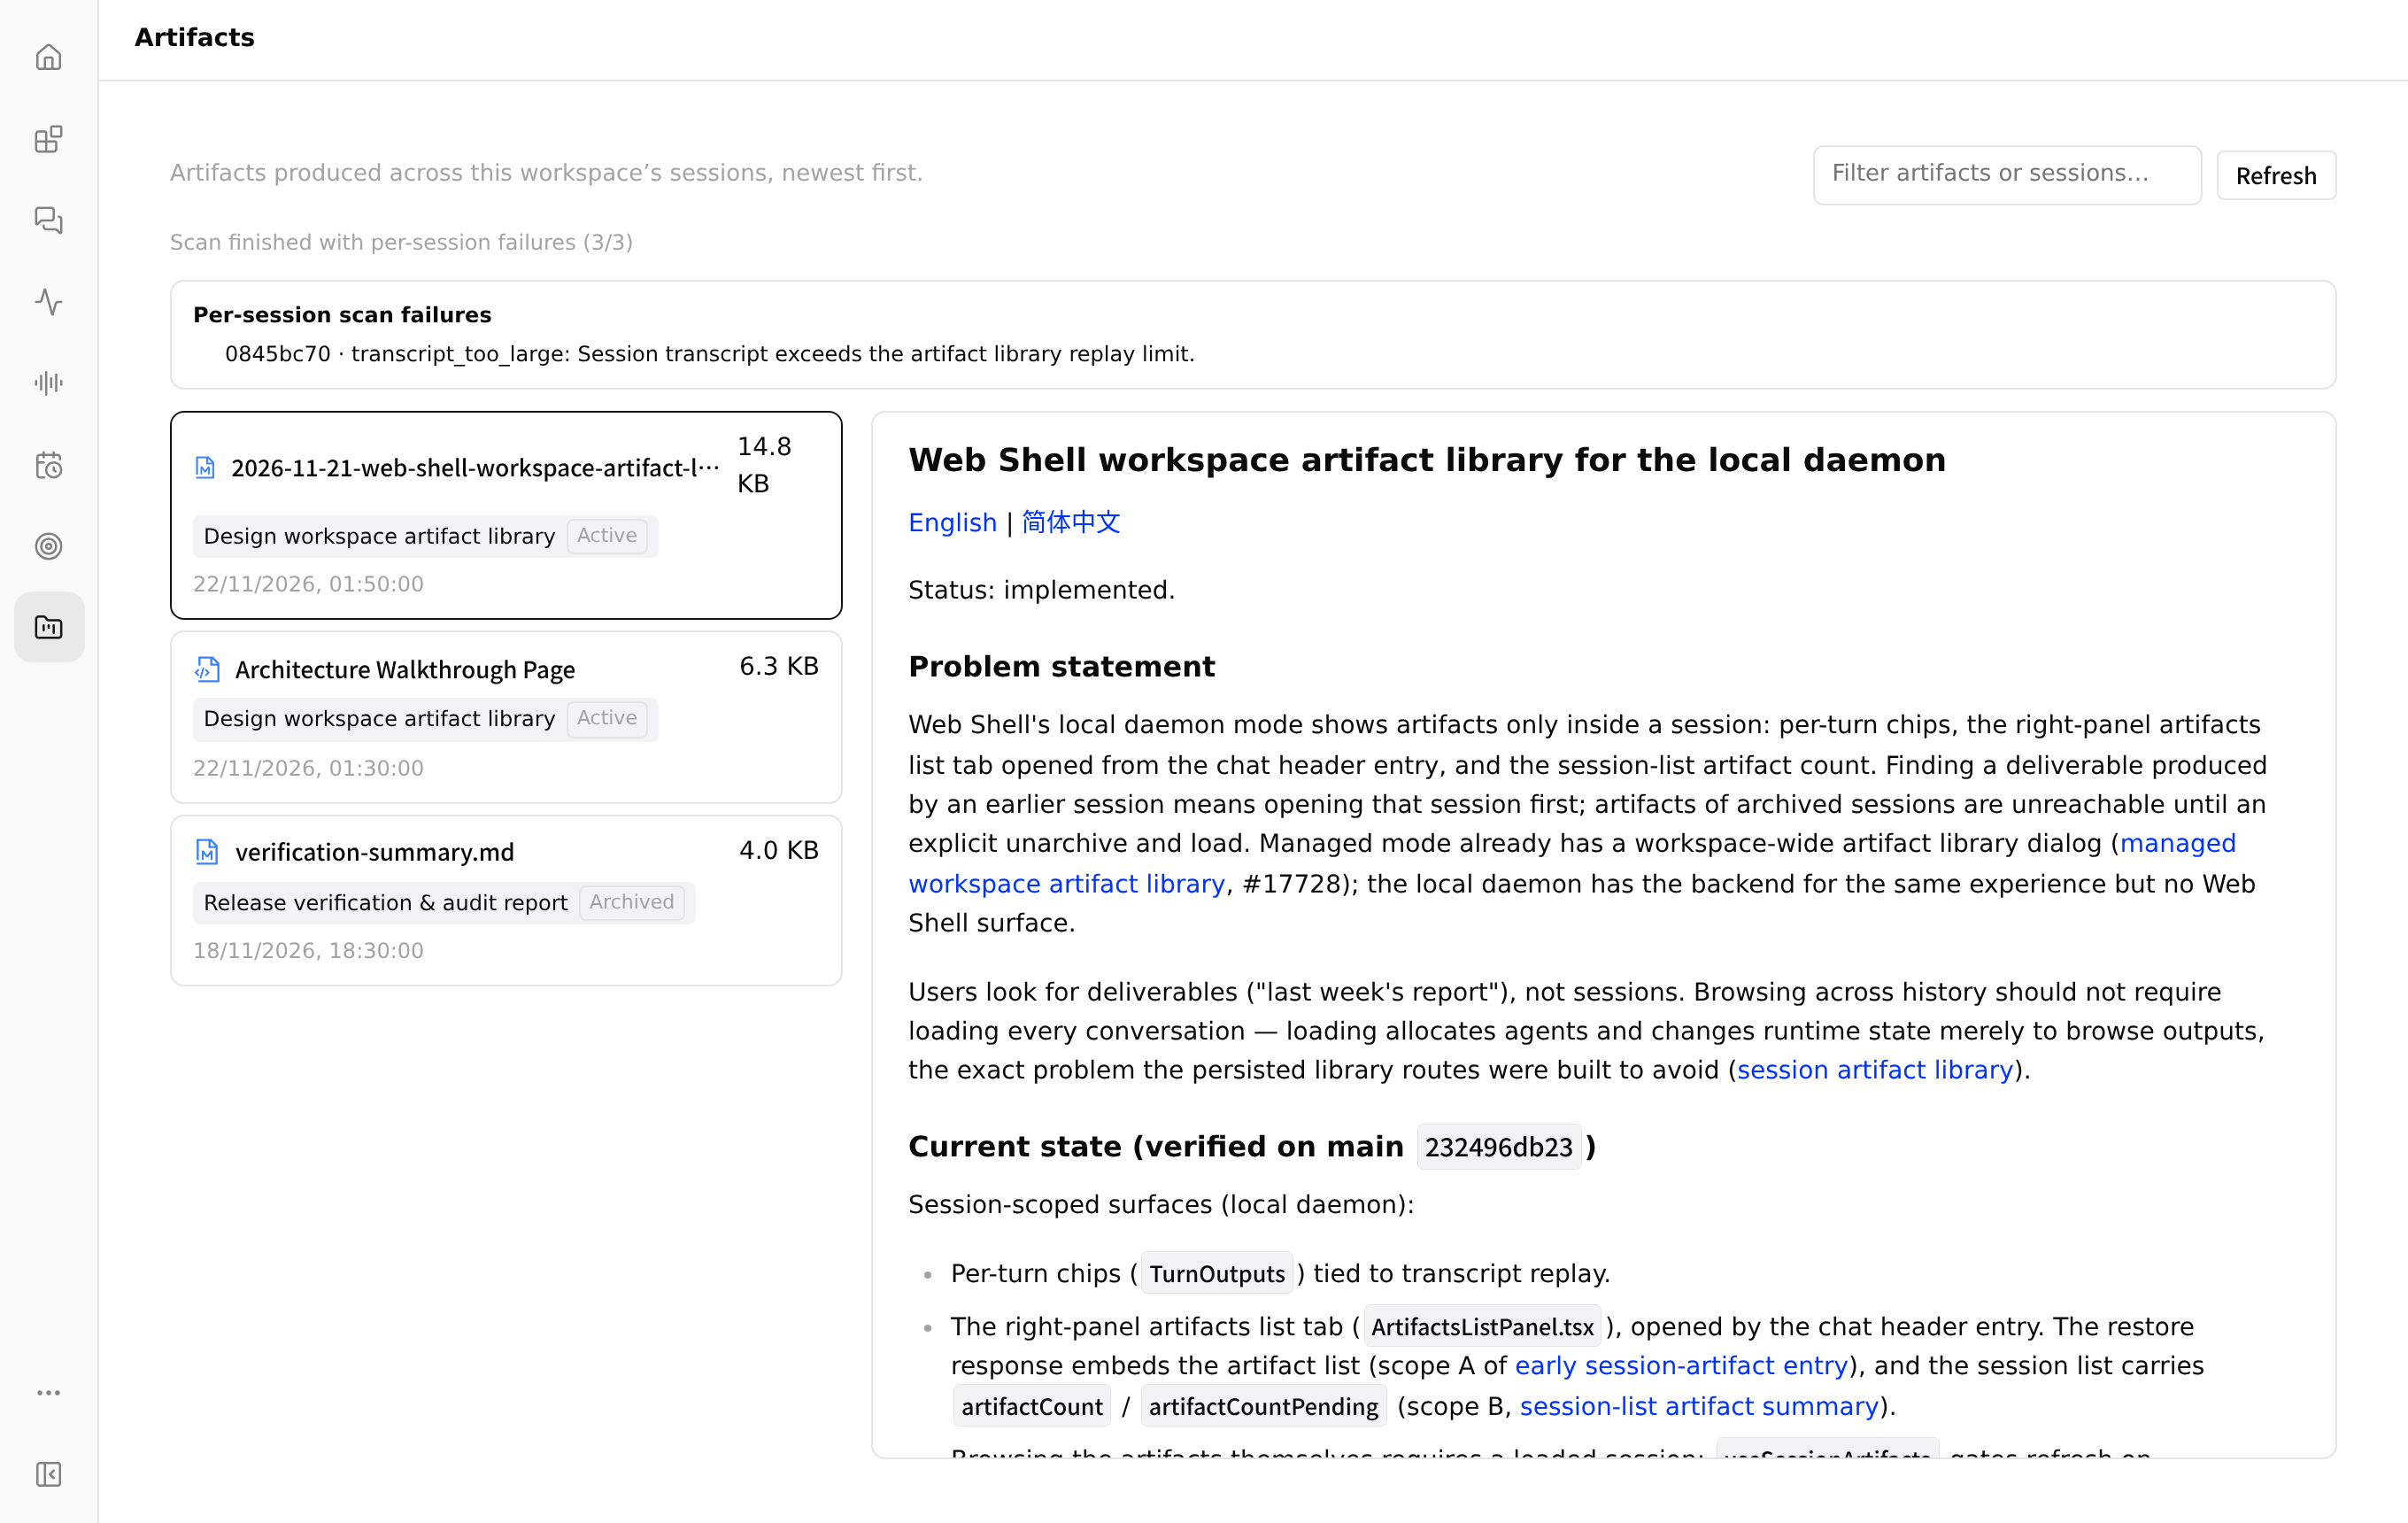 Artifacts
Artifacts produced across this workspace’s sessions, newest first.
Filter artifacts or sessions…
Refresh
Scan finished with per-session failures (3/3)
Per-session scan failures
0845bc70 · transcript_too_large: Session transcript exceeds the artifact library replay limit.
2026-11-21-web-shell-workspace-artifact-l…
14.8
KB
Design workspace artifact library Active
22/11/2026, 01:50:00
Architecture Walkthrough Page
6.3 KB
Design workspace artifact library Active
22/11/2026, 01:30:00
verification-summary.md
4.0 KB
Release verification & audit report Archived
18/11/2026, 18:30:00
Web Shell workspace artifact library for the local daemon
English | 简体中文
Status: implemented.
Problem statement
Web Shell's local daemon mode shows artifacts only inside a session: per-turn chips, the right-panel artifacts
list tab opened from the chat header entry, and the session-list artifact count. Finding a deliverable produced
by an earlier session means opening that session first; artifacts of archived sessions are unreachable until an
explicit unarchive and load. Managed mode already has a workspace-wide artifact library dialog (managed
workspace artifact library, #17728); the local daemon has the backend for the same experience but no Web
Shell surface.
Users look for deliverables ("last week's report"), not sessions. Browsing across history should not require
loading every conversation — loading allocates agents and changes runtime state merely to browse outputs,
the exact problem the persisted library routes were built to avoid (session artifact library).
Current state (verified on main 232496db23)
Session-scoped surfaces (local daemon):
• Per-turn chips (TurnOutputs) tied to transcript replay.
• The right-panel artifacts list tab (ArtifactsListPanel.tsx), opened by the chat header entry. The restore
response embeds the artifact list (scope A of early session-artifact entry), and the session list carries
artifactCount / artifactCountPending (scope B, session-list artifact summary).
Browsing the artifacts themselves requires a loaded session: useSessionArtifacts gates refresh on